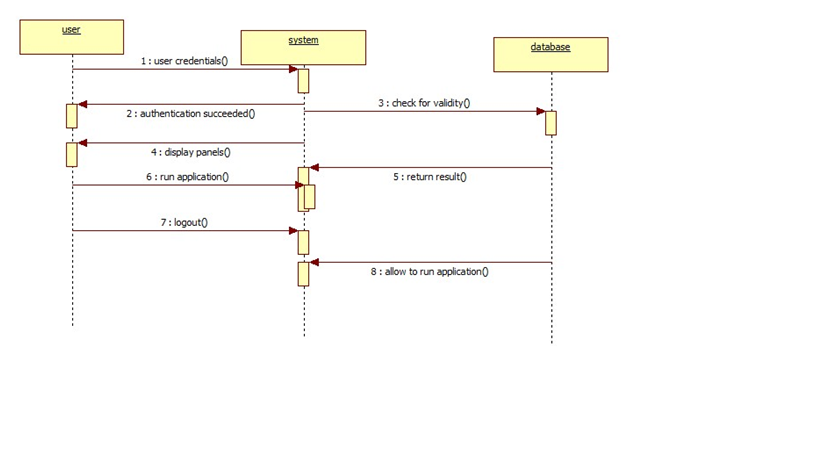 user
system
database
1 : user credentials()
3 : check for validity()
2 : authentication succeeded()
4 : display panels()
6 : run application()
5 : return result()
7 : logout()
8 : allow to run application()